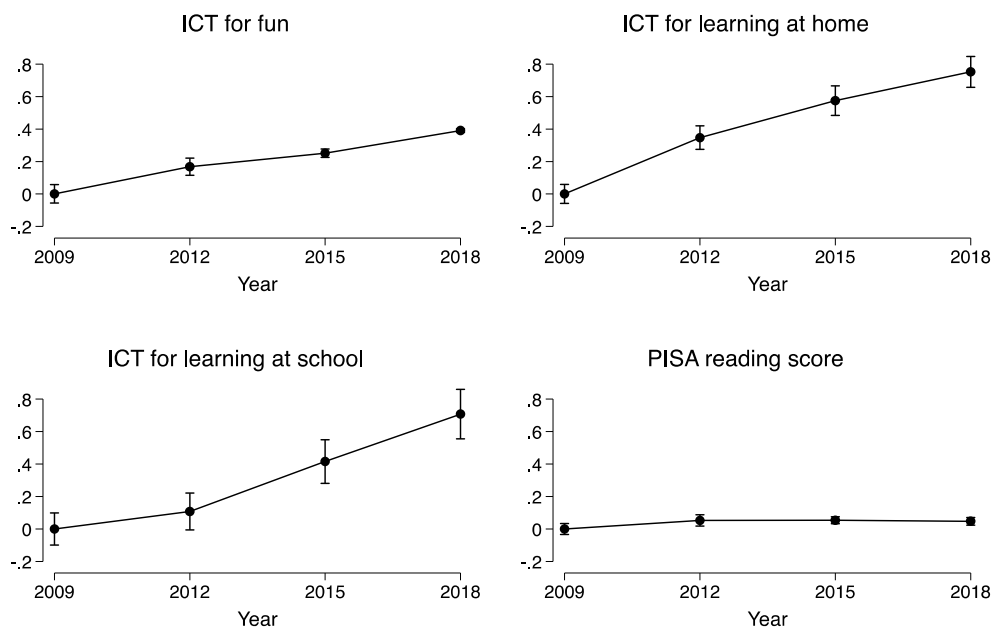 ICT for fun
.8
.6
.4
.2
0
-.2
2009 2012 2015 2018
Year
ICT for learning at home
.8
.6
.4
.2
0
-.2
2009 2012 2015 2018
Year
ICT for learning at school
.8
.6
.4
.2
0
-.2
2009 2012 2015 2018
Year
PISA reading score
.8
.6
.4
.2
0
-.2
2009 2012 2015 2018
Year